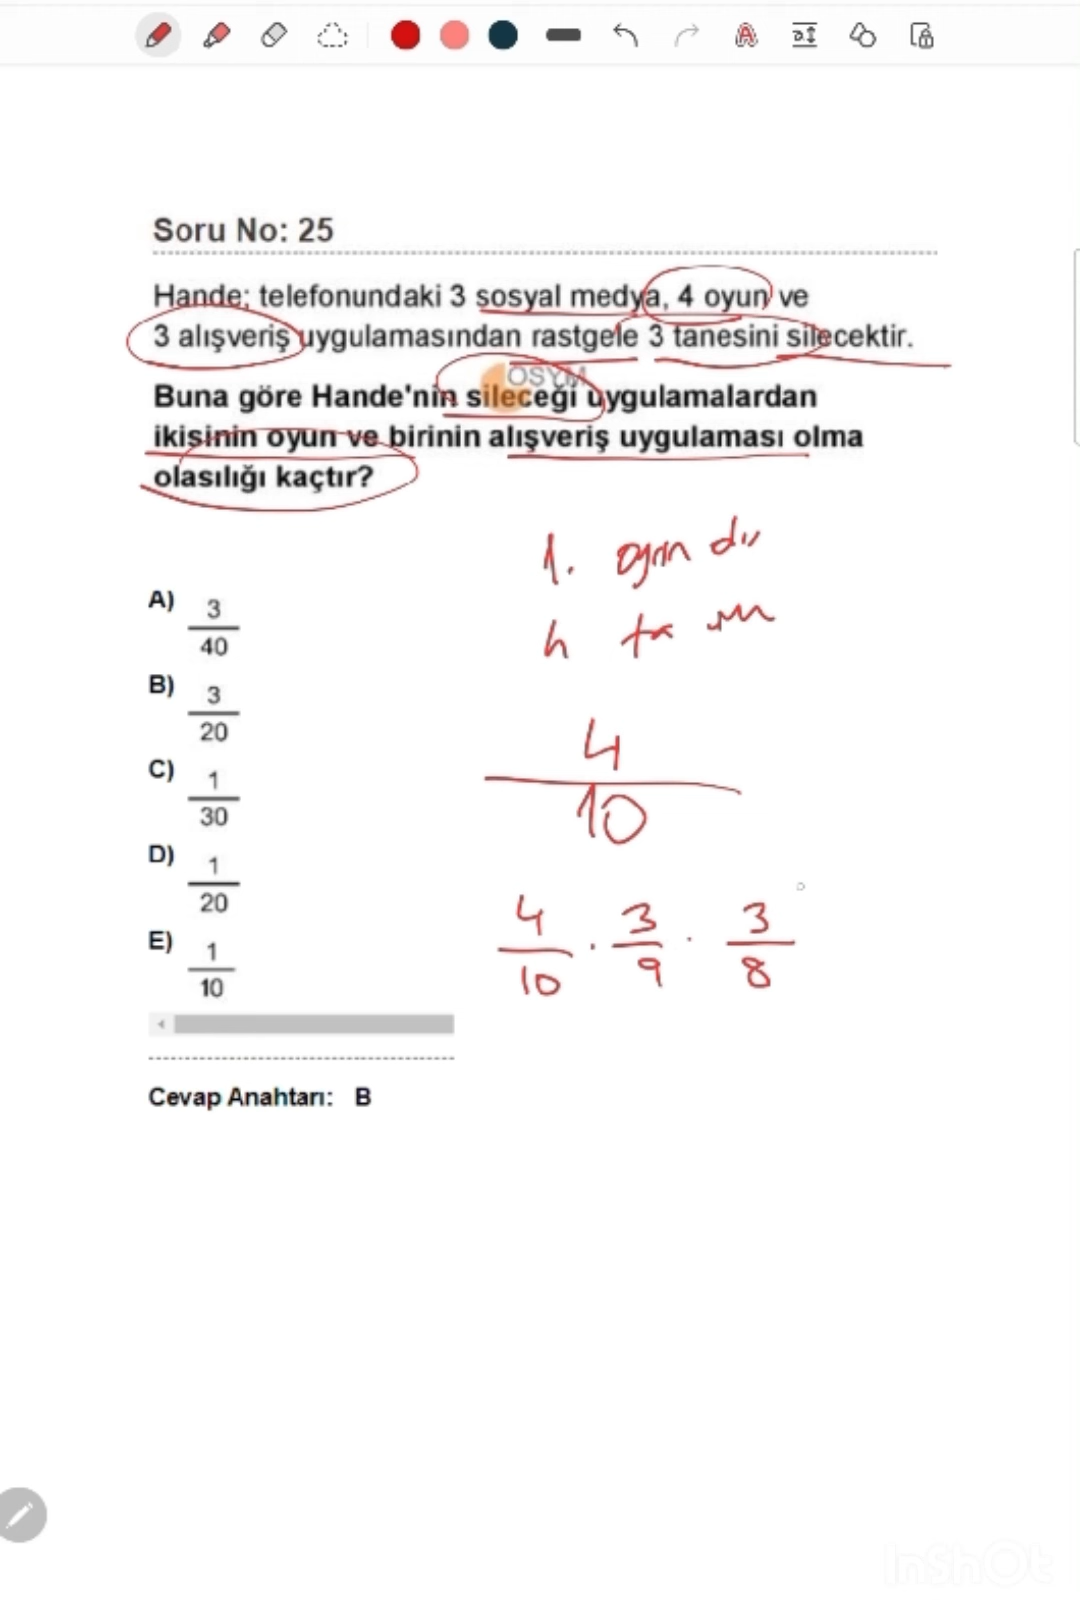 Soru No: 25
Hande; telefonundaki 3 sosyal medya, 4 oyun ve
3 alışveriş uygulamasından rastgele 3 tanesini silecektir.
ÖSYM
Buna göre Hande'nin sileceği uygulamalardan
ikisinin oyun ve birinin alışveriş uygulaması olma
olasılığı kaçtır?
1.
A) 3/40
B) 3/20
C) 1/30
D) 1/20
E) 1/10
4/10
4/10 . 3/9 . 3/8
Cevap Anahtarı: B
InShOt